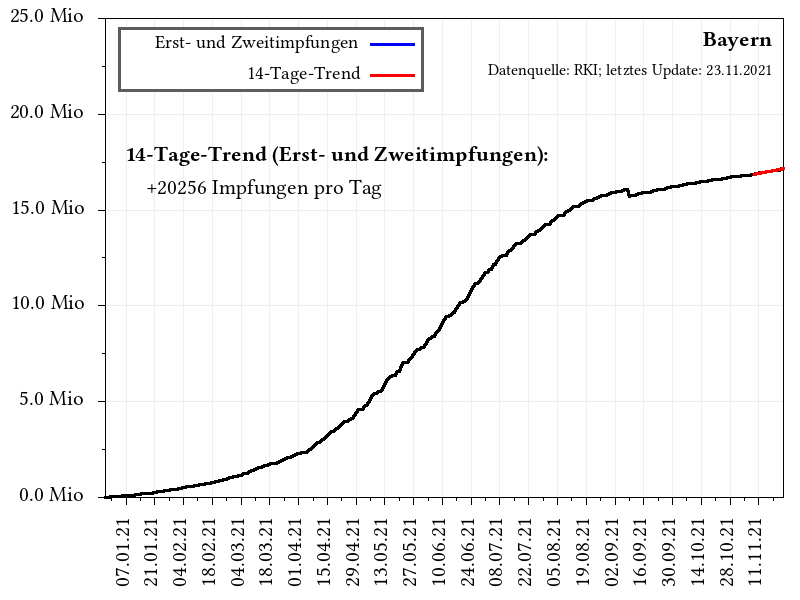 25.0 Mio
20.0 Mio
15.0 Mio
10.0 Mio
5.0 Mio
0.0 Mio
Erst- und Zweitimpfungen
14-Tage-Trend
Bayern
Datenquelle: RKI; letztes Update: 23.11.2021
14-Tage-Trend (Erst- und Zweitimpfungen):
+20256 Impfungen pro Tag
07.01.21
21.01.21
04.02.21
18.02.21
04.03.21
18.03.21
01.04.21
15.04.21
29.04.21
13.05.21
27.05.21
10.06.21
24.06.21
08.07.21
22.07.21
05.08.21
19.08.21
02.09.21
16.09.21
30.09.21
14.10.21
28.10.21
11.11.21